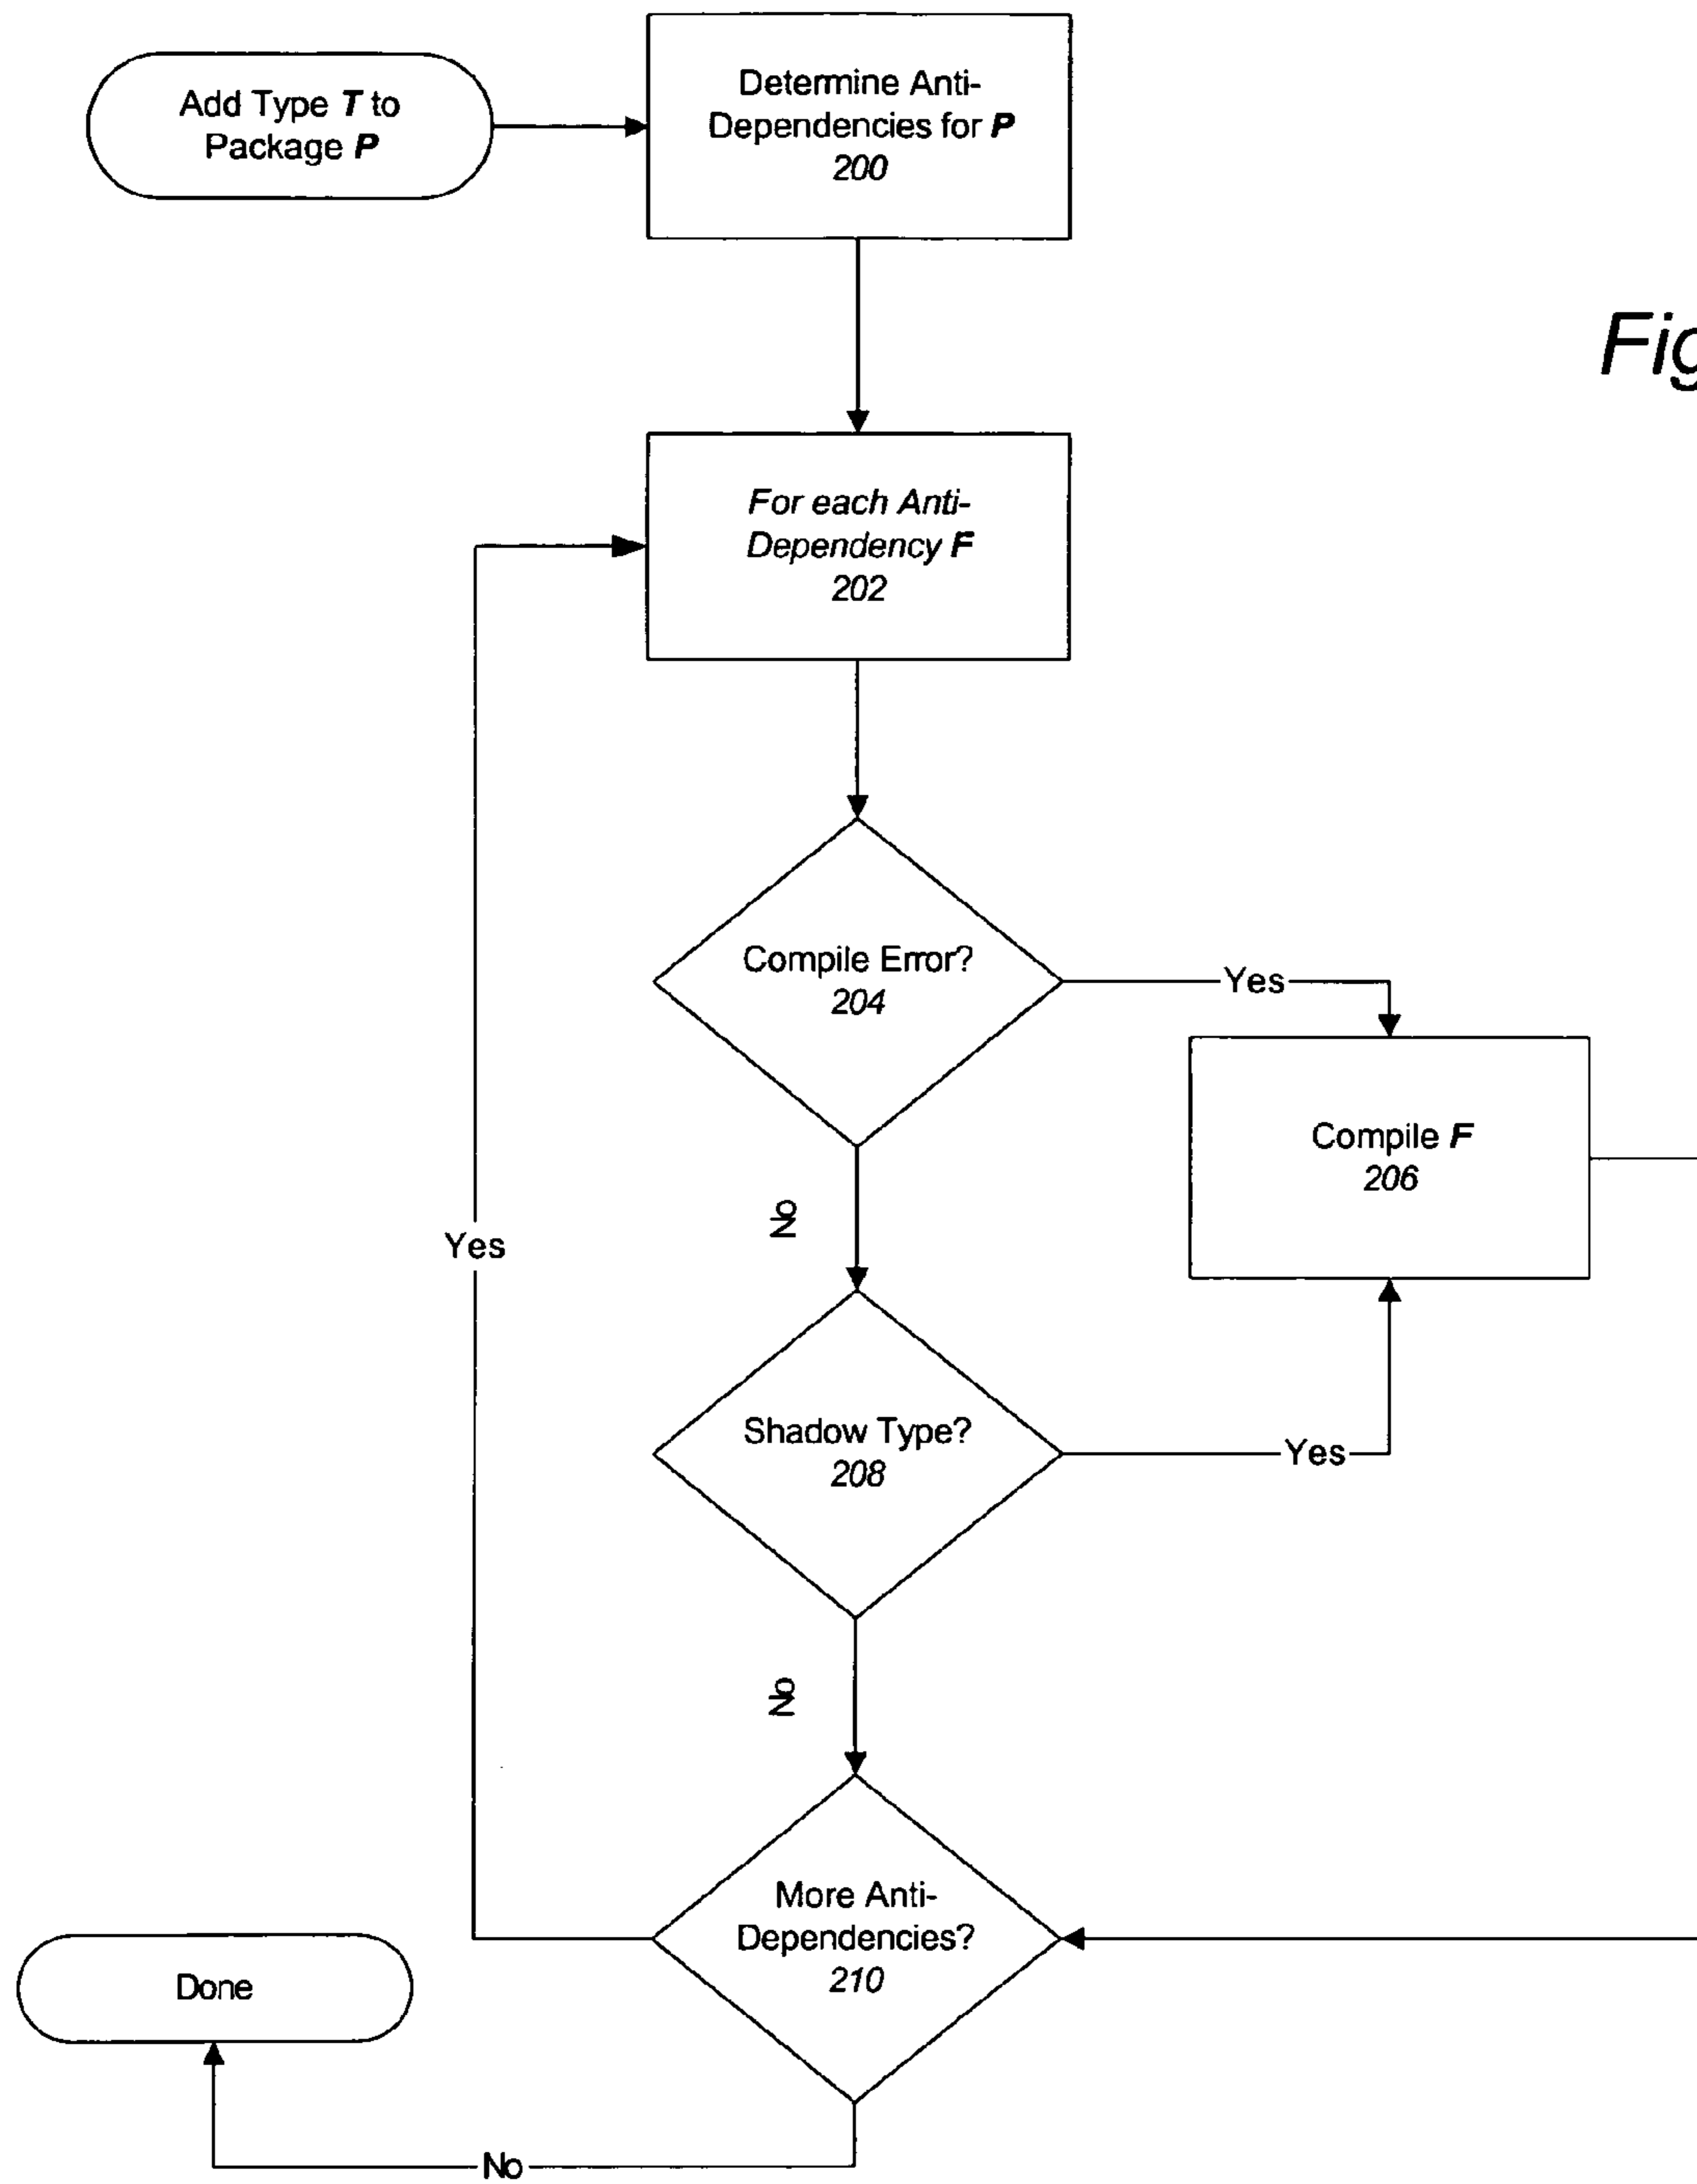 Add Type T to
Package P
Determine Anti-
Dependencies for P
200
Fig
For each Anti-
Dependency F
202
Compile Error?
204
Yes
Compile F
206
No
Yes
Shadow Type?
208
Yes
No
More Anti-
Dependencies?
210
Done
No